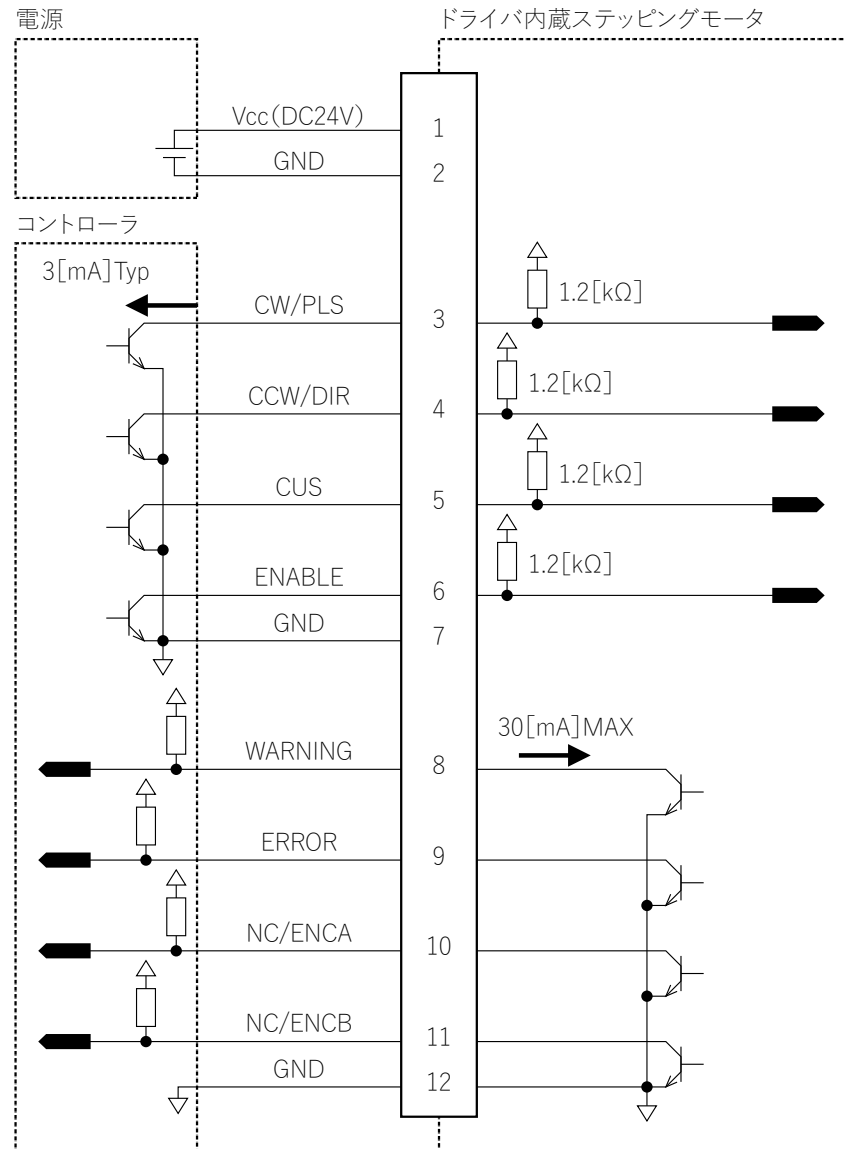 電源
ドライバ内蔵ステッピングモータ
Vcc(DC24V)
1
GND
2
コントローラ
3[mA]Typ
CW/PLS
3
1.2[kΩ]
CCW/DIR
4
1.2[kΩ]
CUS
5
1.2[kΩ]
ENABLE
6
1.2[kΩ]
GND
7
30[mA]MAX
WARNING
8
ERROR
9
NC/ENCA
10
NC/ENCB
11
GND
12